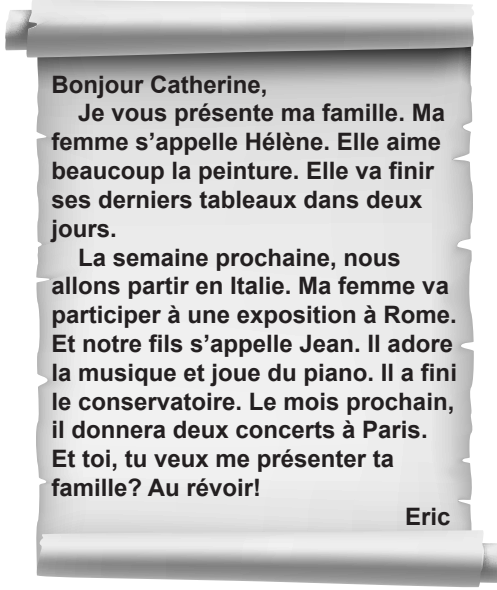 Bonjour Catherine,
Je vous présente ma famille. Ma
femme s’appelle Hélène. Elle aime
beaucoup la peinture. Elle va finir
ses derniers tableaux dans deux
jours.
La semaine prochaine, nous
allons partir en Italie. Ma femme va
participer à une exposition à Rome.
Et notre fils s’appelle Jean. Il adore
la musique et joue du piano. Il a fini
le conservatoire. Le mois prochain,
il donnera deux concerts à Paris.
Et toi, tu veux me présenter ta
famille? Au révoir!
Eric